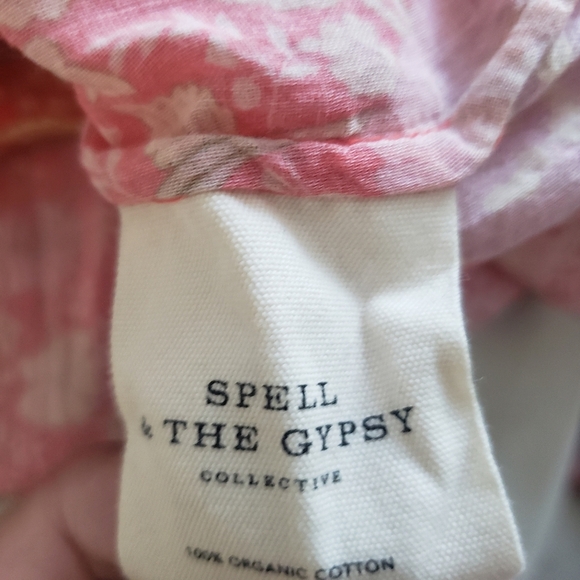 SPELL
& THE GYPSY
COLLECTIVE
100% ORGANIC COTTON